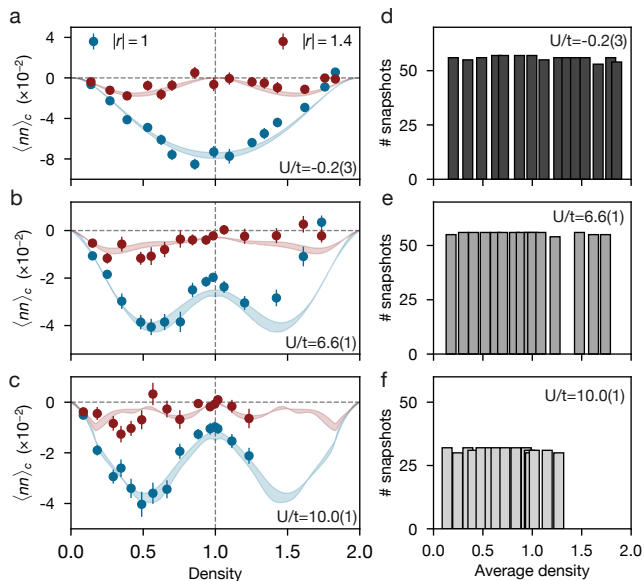 a
|r| = 1
|r| = 1.4
⟨nn⟩c (×10−2)
0
−4
−8
U/t=-0.2(3)
b
⟨nn⟩c (×10−2)
0
−2
−4
U/t=6.6(1)
c
⟨nn⟩c (×10−2)
0
−2
−4
U/t=10.0(1)
0.0 0.5 1.0 1.5 2.0
Density
d
# snapshots
50
0
U/t=-0.2(3)
e
# snapshots
50
0
U/t=6.6(1)
f
# snapshots
50
25
0
U/t=10.0(1)
0.0 0.5 1.0 1.5 2.0
Average density